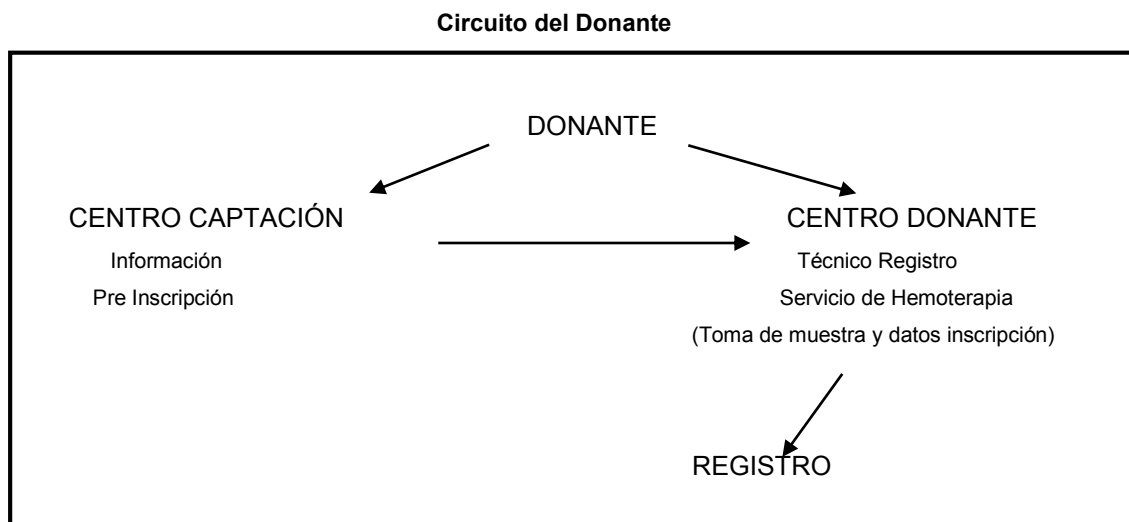 Circuito del Donante
DONANTE
CENTRO CAPTACIÓN
Información
Pre Inscripción
CENTRO DONANTE
Técnico Registro
Servicio de Hemoterapia
(Toma de muestra y datos inscripción)
REGISTRO